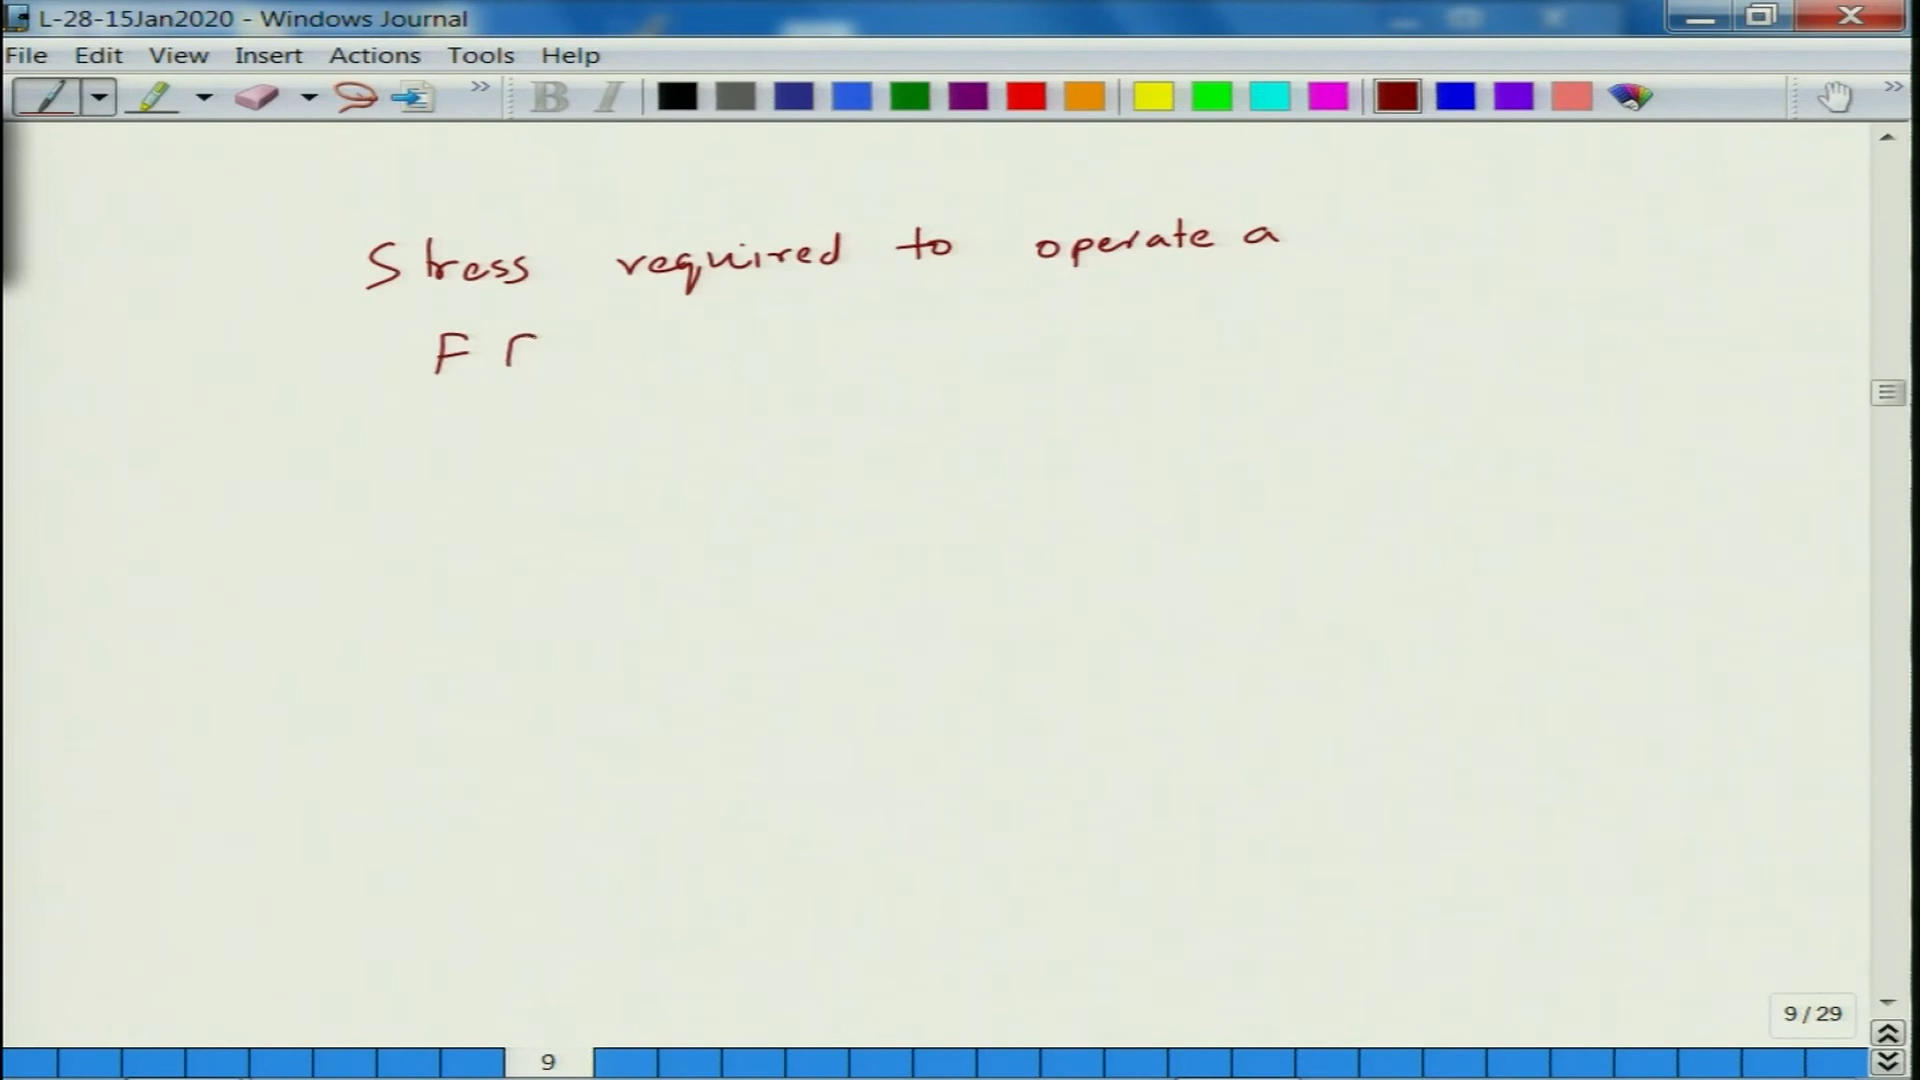 L-28-15Jan2020 - Windows Journal
File Edit View Insert Actions Tools Help
B I
Stress required to operate a
F
9 / 29
9